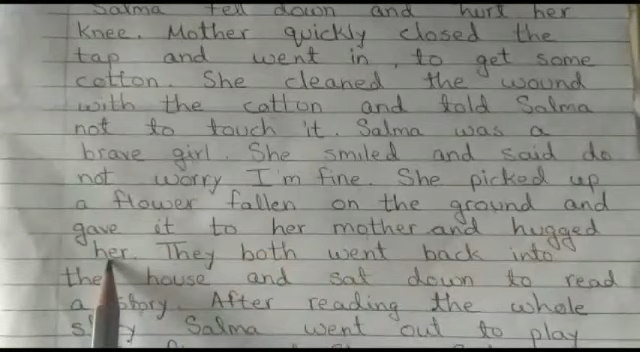 Salma fell down and hurt her
knee. Mother quickly closed the
tap and went in, to get some
cotton. She cleaned the wound
with the cotton and told Salma
not to touch it. Salma was a
brave girl. She smiled and said do
not worry I'm fine. She picked up
a flower fallen on the ground and
gave it to her mother and hugged
her. They both went back into
the house and sat down to read
a story. After reading the whole
story Salma went out to play